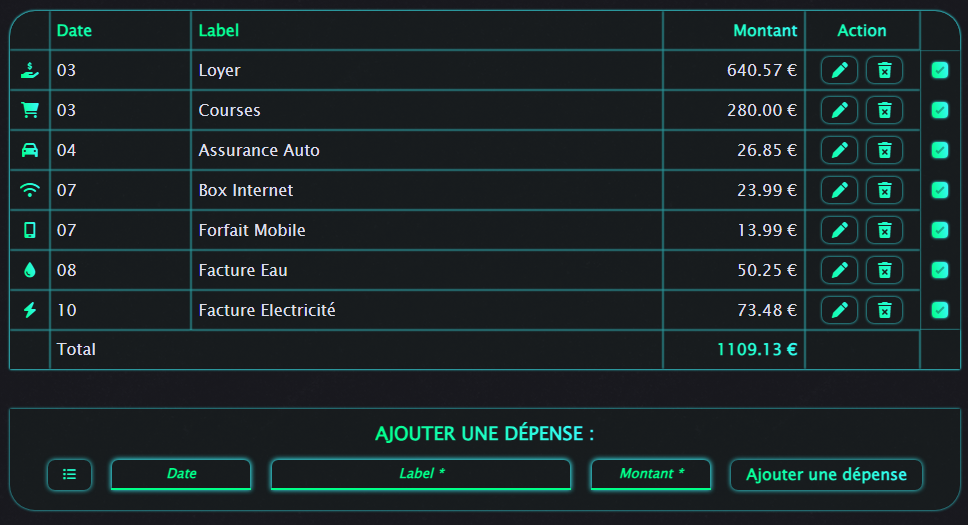 Date Label Montant Action
03 Loyer 640.57 €
03 Courses 280.00 €
04 Assurance Auto 26.85 €
07 Box Internet 23.99 €
07 Forfait Mobile 13.99 €
08 Facture Eau 50.25 €
10 Facture Electricité 73.48 €
Total 1109.13 €
AJOUTER UNE DÉPENSE :
Date Label * Montant * Ajouter une dépense